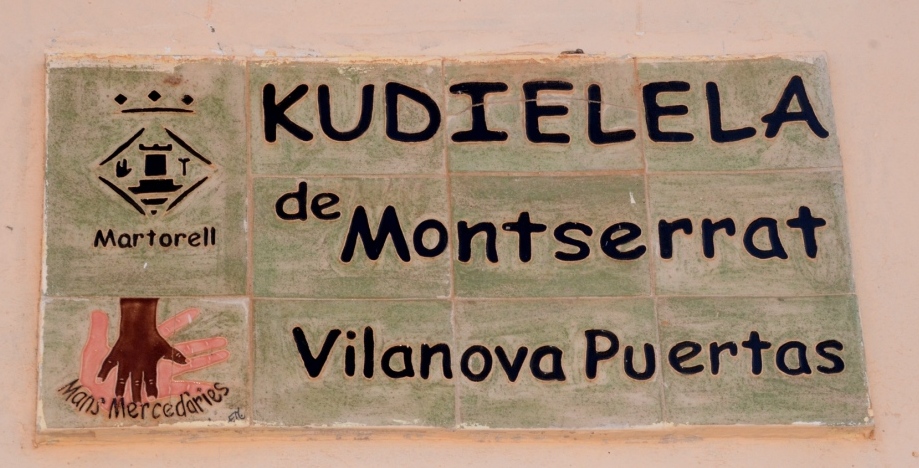 KUDIELELA
de Montserrat
Vilanova Puertas
Martorell
Mans Mercedàries